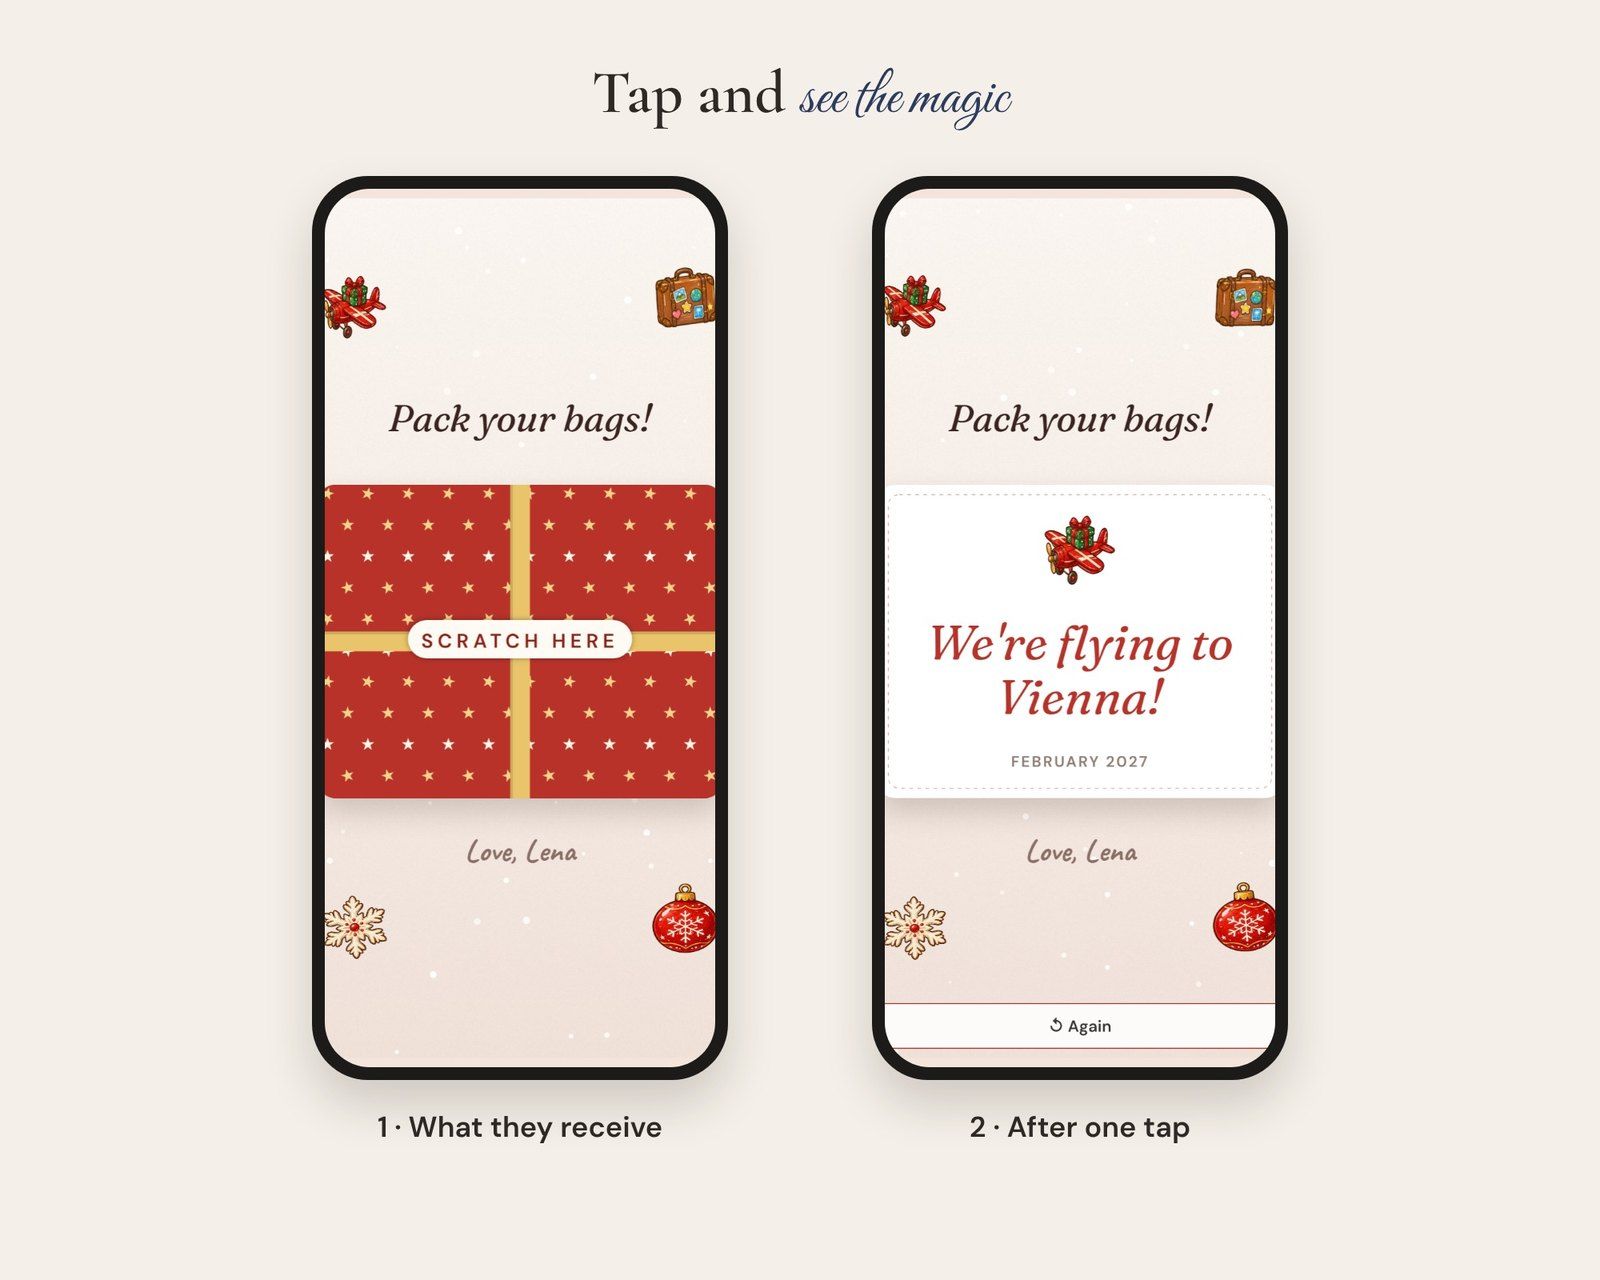 Tap and see the magic
Pack your bags!
SCRATCH HERE
Love, Lena
1 · What they receive
Pack your bags!
We're flying to
Vienna!
FEBRUARY 2027
Love, Lena
Again
2 · After one tap